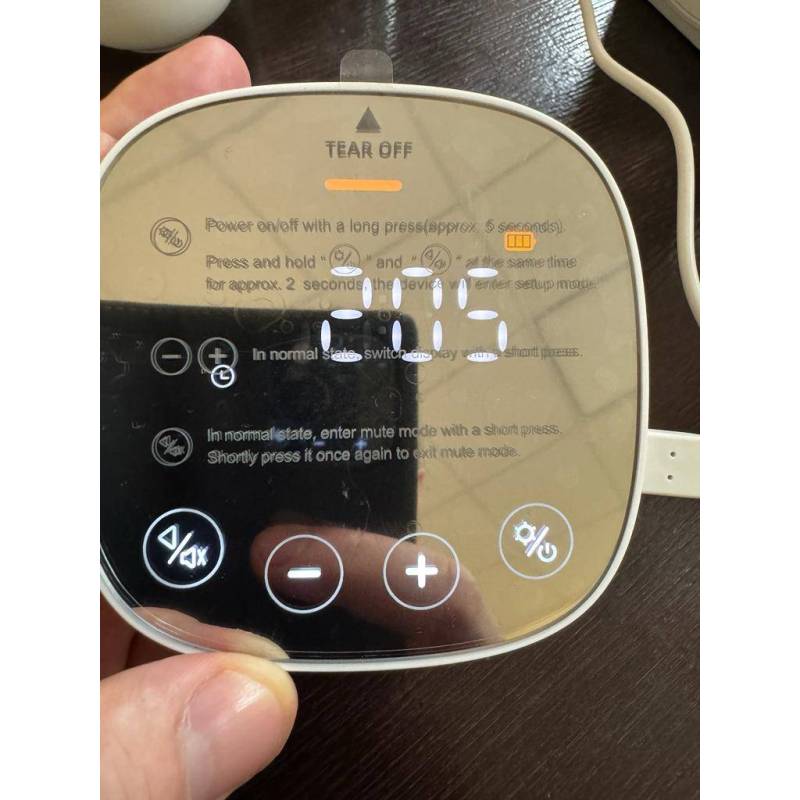 TEAR OFF
Power on/off with a long press(approx. 5 seconds)
Press and hold " " and " " at the same time
for approx. 2 seconds, the device will enter setup mode.
2:05
In normal state, switch display with a short press.
In normal state, enter mute mode with a short press.
Shortly press it once again to exit mute mode.